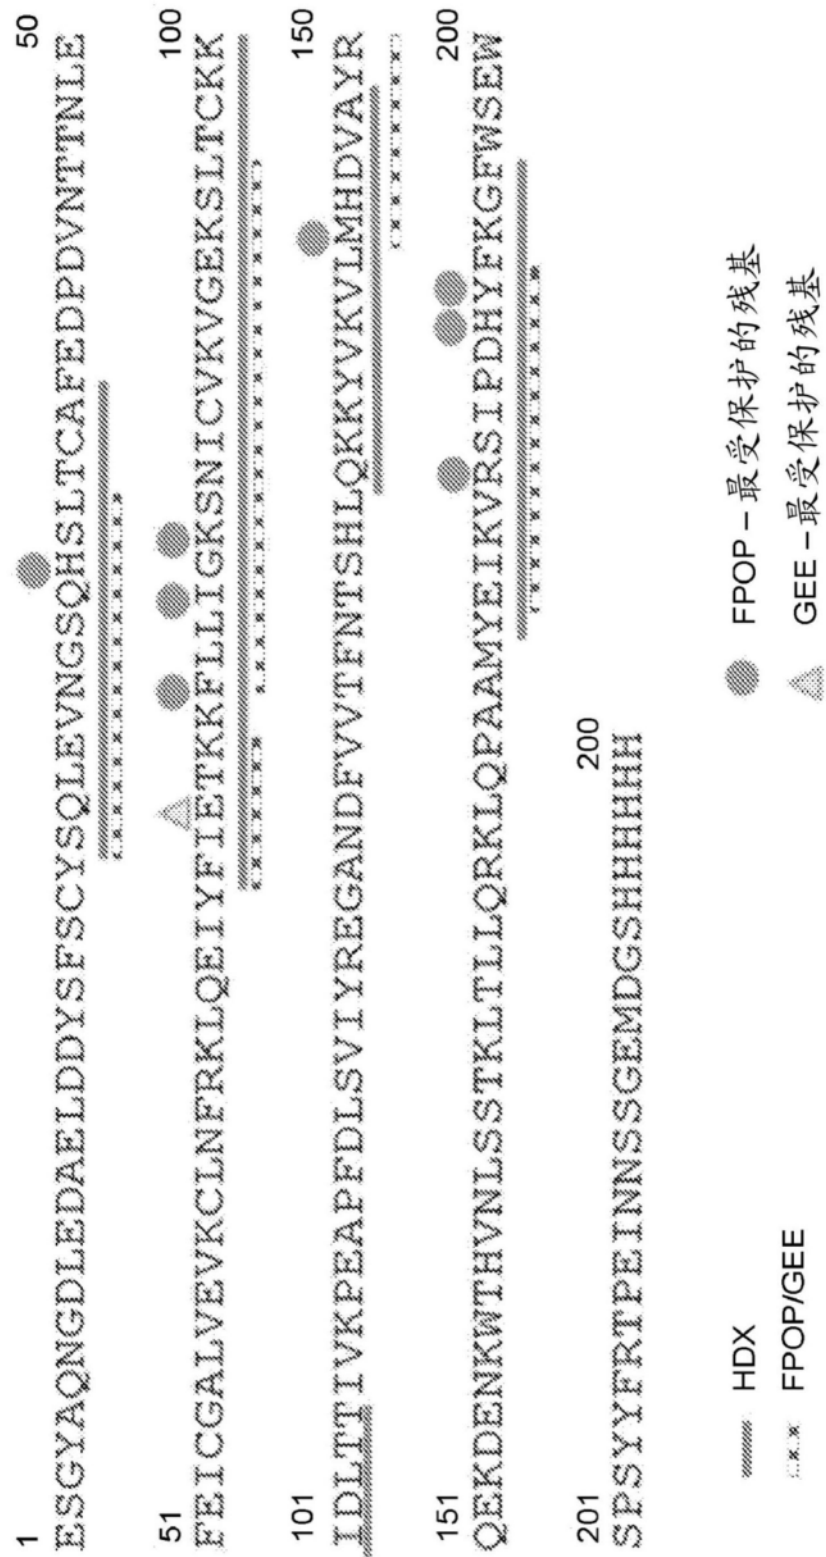 1 50
ESGYAQNGDLEDAELDDYSFSCYSQLEVNGSQHSLTCAFEDPDVNTTNLE
51 100
FEICGALVEVKCLNFRKLQEIYFIETKKFLLIGKSNICVKVGEKSLTCKK
101 150
IDLTTIVKPEAPFDLSVIYREGANDFVVTFNTSHLQKKYVKVLMHDVAYR
151 200
QEKDENKWTHVNLSSTKLTLLQRKLQPAAMYEIKVRSIPDHYFKGFWSEW
201 200
SPSYYFRTPEINNSSGEMDGSHHHHHH
HDX
FPOP/GEE
FPOP – 最受保护的残基
GEE – 最受保护的残基